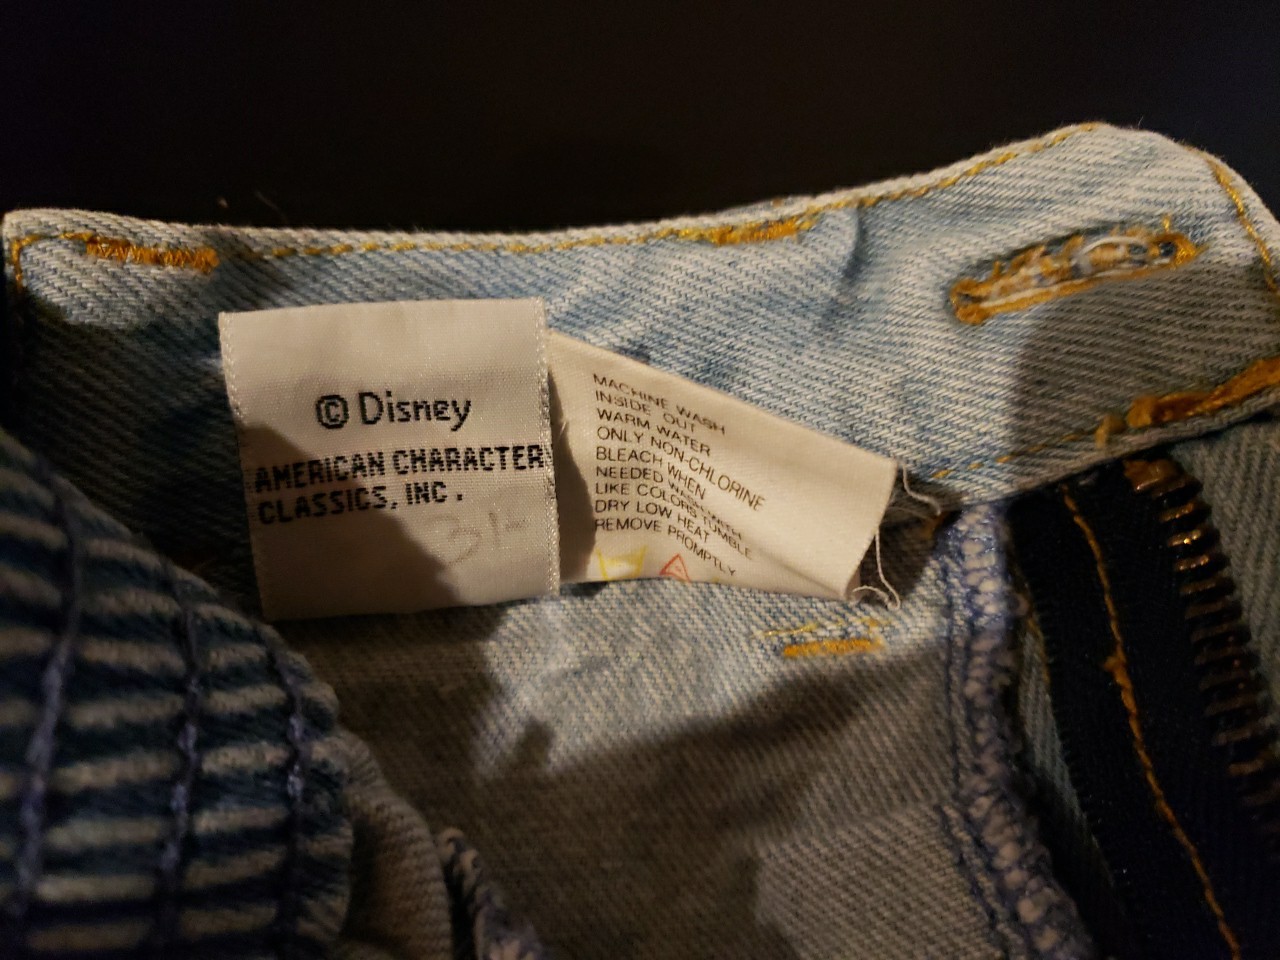 © Disney
AMERICAN CHARACTER
CLASSICS, INC.
31-
MACHINE WASH
INSIDE OUT
WARM WATER
ONLY NON-CHLORINE
BLEACH WHEN
NEEDED WASH WITH
LIKE COLORS TUMBLE
DRY LOW HEAT
REMOVE PROMPTLY